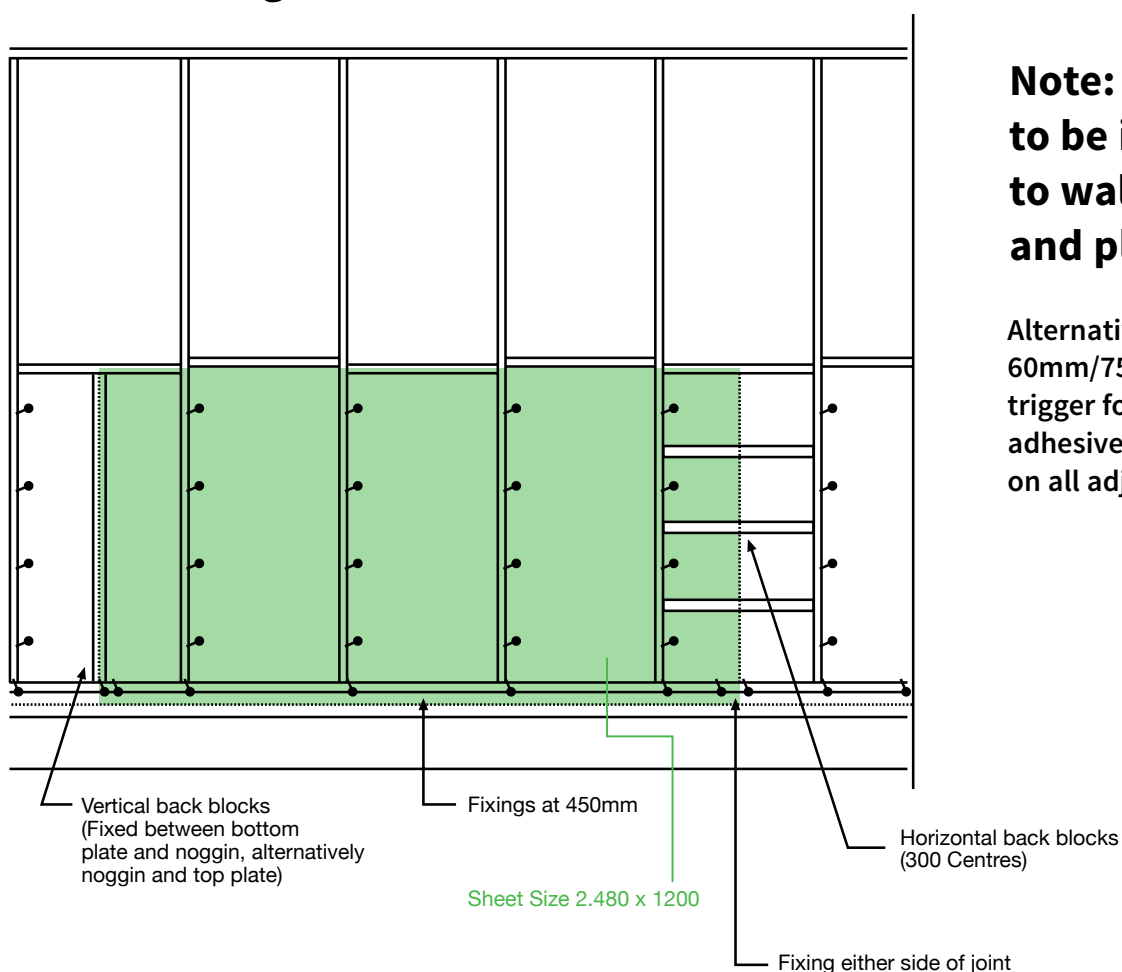 Note:
to be
to wal
and pl
Alternati
60mm/75
trigger fo
adhesive
on all adj
Vertical back blocks
(Fixed between bottom
plate and noggin, alternatively
noggin and top plate)
Fixings at 450mm
Horizontal back blocks
(300 Centres)
Sheet Size 2.480 x 1200
Fixing either side of joint